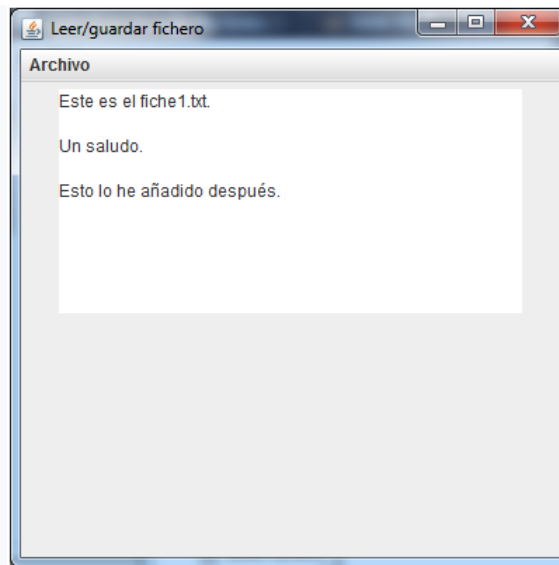 Leer/guardar fichero
Archivo
Este es el fiche1.txt.
Un saludo.
Esto lo he añadido después.